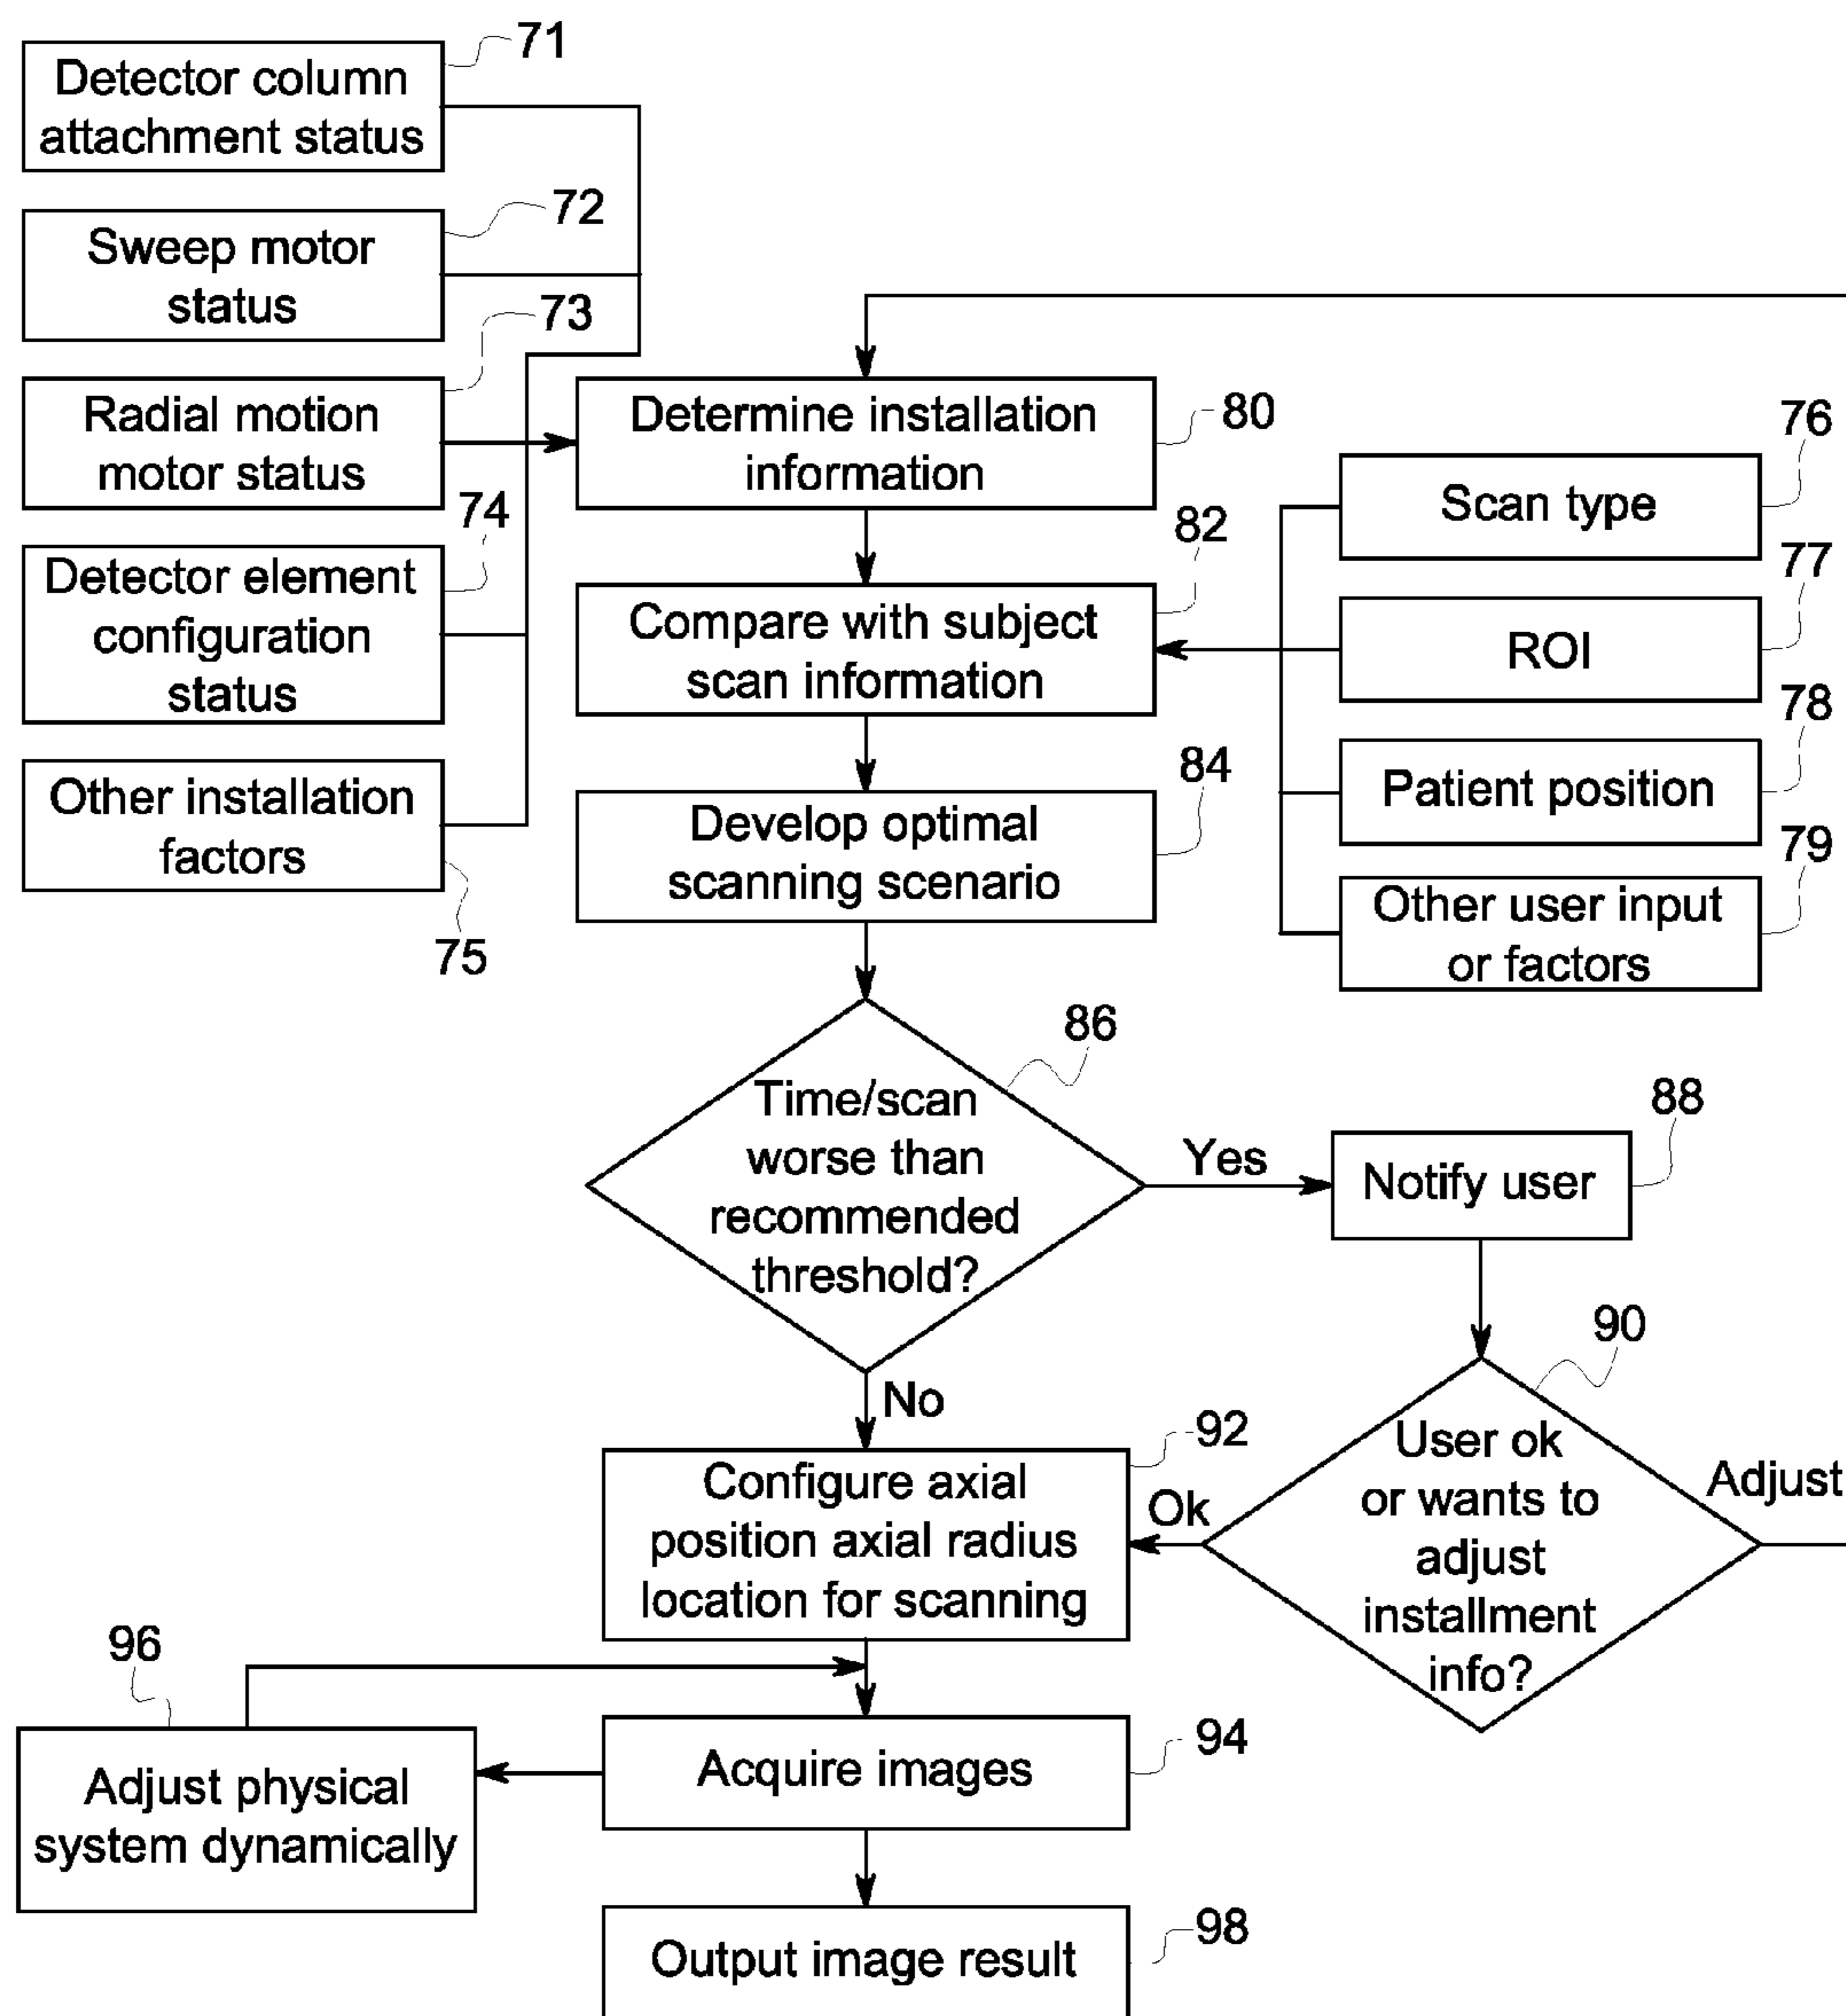 71
Detector column
attachment status
72
Sweep motor
status
73
Radial motion
motor status
74
Detector element
configuration
status
Other installation
factors
75
Determine installation
information
80
82
Compare with subject
scan information
76
Scan type
77
ROI
78
Patient position
79
Other user input
or factors
84
Develop optimal
scanning scenario
86
Time/scan
worse than
recommended
threshold?
Yes
88
Notify user
No
90
User ok
or wants to
adjust
installment
info?
Adjust
Ok
92
Configure axial
position axial radius
location for scanning
96
Adjust physical
system dynamically
94
Acquire images
98
Output image result